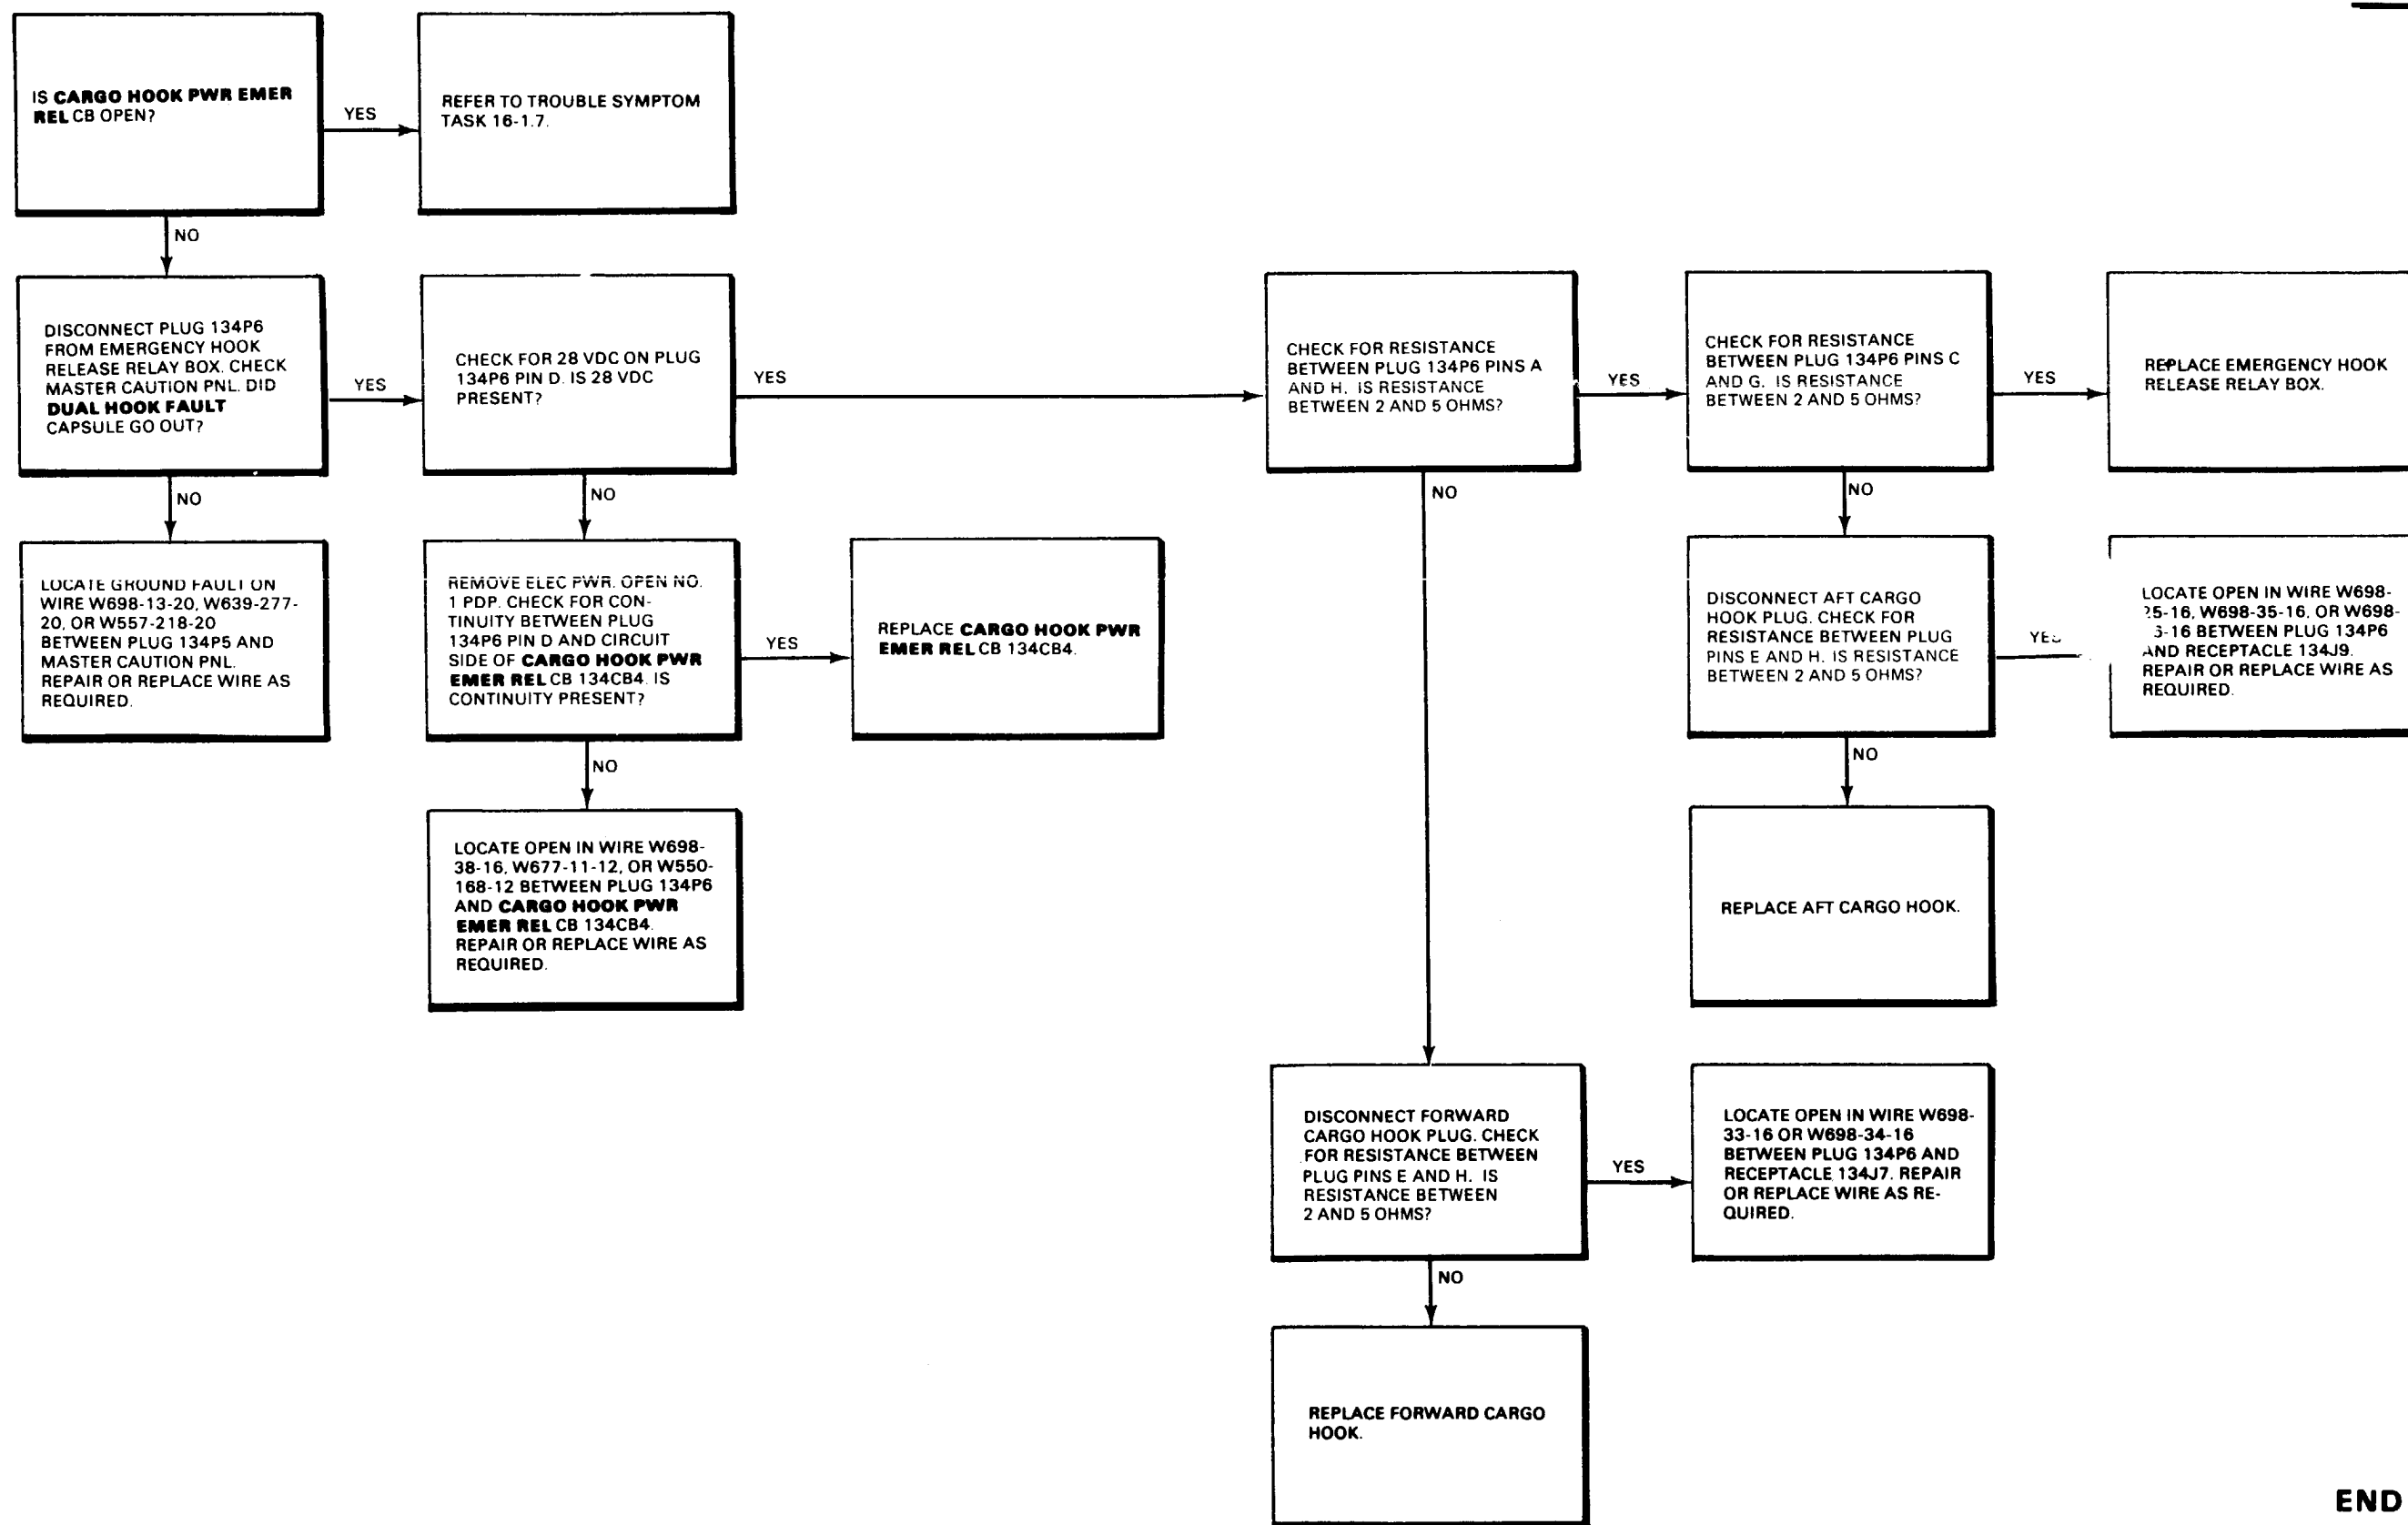 IS CARGO HOOK PWR EMER
REL CB OPEN?
YES
REFER TO TROUBLE SYMPTOM
TASK 16-1.7.
NO
DISCONNECT PLUG 134P6
FROM EMERGENCY HOOK
RELEASE RELAY BOX. CHECK
MASTER CAUTION PNL. DID
DUAL HOOK FAULT
CAPSULE GO OUT?
YES
CHECK FOR 28 VDC ON PLUG
134P6 PIN D. IS 28 VDC
PRESENT?
YES
CHECK FOR RESISTANCE
BETWEEN PLUG 134P6 PINS A
AND H. IS RESISTANCE
BETWEEN 2 AND 5 OHMS?
YES
CHECK FOR RESISTANCE
BETWEEN PLUG 134P6 PINS C
AND G. IS RESISTANCE
BETWEEN 2 AND 5 OHMS?
YES
REPLACE EMERGENCY HOOK
RELEASE RELAY BOX.
NO
NO
NO
NO
LOCATE GROUND FAULT ON
WIRE W698-13-20, W639-277-
20, OR W557-218-20
BETWEEN PLUG 134P5 AND
MASTER CAUTION PNL.
REPAIR OR REPLACE WIRE AS
REQUIRED.
REMOVE ELEC PWR. OPEN NO.
1 PDP. CHECK FOR CON-
TINUITY BETWEEN PLUG
134P6 PIN D AND CIRCUIT
SIDE OF CARGO HOOK PWR
EMER REL CB 134CB4. IS
CONTINUITY PRESENT?
YES
REPLACE CARGO HOOK PWR
EMER REL CB 134CB4.
DISCONNECT AFT CARGO
HOOK PLUG. CHECK FOR
RESISTANCE BETWEEN PLUG
PINS E AND H. IS RESISTANCE
BETWEEN 2 AND 5 OHMS?
YES
LOCATE OPEN IN WIRE W698-
5-16, W698-35-16, OR W698-
-16 BETWEEN PLUG 134P6
AND RECEPTACLE 134J9.
REPAIR OR REPLACE WIRE AS
REQUIRED.
NO
NO
LOCATE OPEN IN WIRE W698-
38-16, W677-11-12, OR W550-
168-12 BETWEEN PLUG 134P6
AND CARGO HOOK PWR
EMER REL CB 134CB4.
REPAIR OR REPLACE WIRE AS
REQUIRED.
REPLACE AFT CARGO HOOK.
DISCONNECT FORWARD
CARGO HOOK PLUG. CHECK
FOR RESISTANCE BETWEEN
PLUG PINS E AND H. IS
RESISTANCE BETWEEN
2 AND 5 OHMS?
YES
LOCATE OPEN IN WIRE W698-
33-16 OR W698-34-16
BETWEEN PLUG 134P6 AND
RECEPTACLE 134J7. REPAIR
OR REPLACE WIRE AS RE-
QUIRED.
NO
REPLACE FORWARD CARGO
HOOK.
END